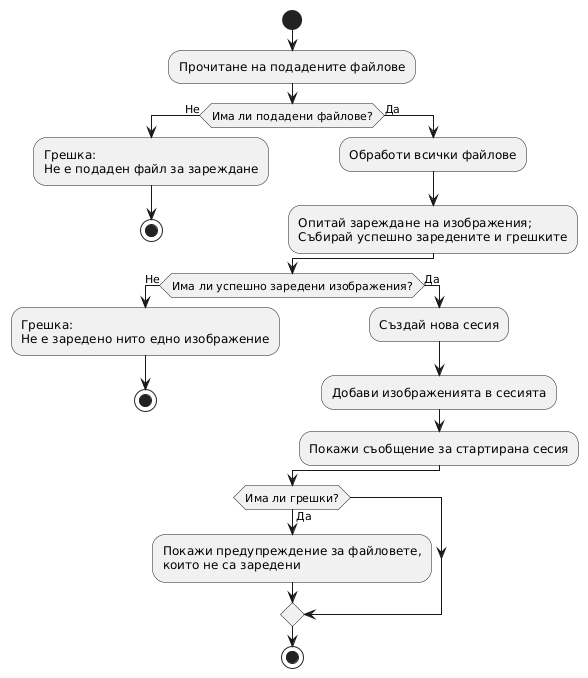 Прочитане на подадените файлове
Има ли подадени файлове?
Не
Да
Грешка:
Не е подаден файл за зареждане
Обработи всички файлове
Опитай зареждане на изображения;
Събирай успешно заредените и грешките
Има ли успешно заредени изображения?
Не
Да
Грешка:
Не е заредено нито едно изображение
Създай нова сесия
Добави изображенията в сесията
Покажи съобщение за стартирана сесия
Има ли грешки?
Да
Покажи предупреждение за файловете,
които не са заредени